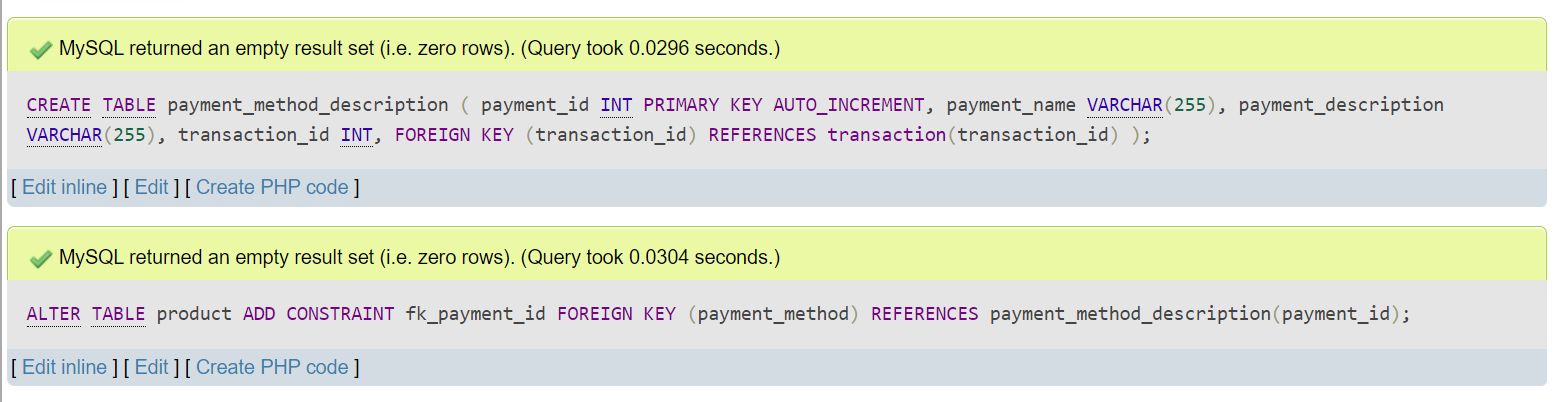 MySQL returned an empty result set (i.e. zero rows). (Query took 0.0296 seconds.)
CREATE TABLE payment_method_description ( payment_id INT PRIMARY KEY AUTO_INCREMENT, payment_name VARCHAR(255), payment_description
VARCHAR(255), transaction_id INT, FOREIGN KEY (transaction_id) REFERENCES transaction(transaction_id) );
[ Edit inline ] [ Edit ] [ Create PHP code ]
MySQL returned an empty result set (i.e. zero rows). (Query took 0.0304 seconds.)
ALTER TABLE product ADD CONSTRAINT fk_payment_id FOREIGN KEY (payment_method) REFERENCES payment_method_description(payment_id);
[ Edit inline ] [ Edit ] [ Create PHP code ]